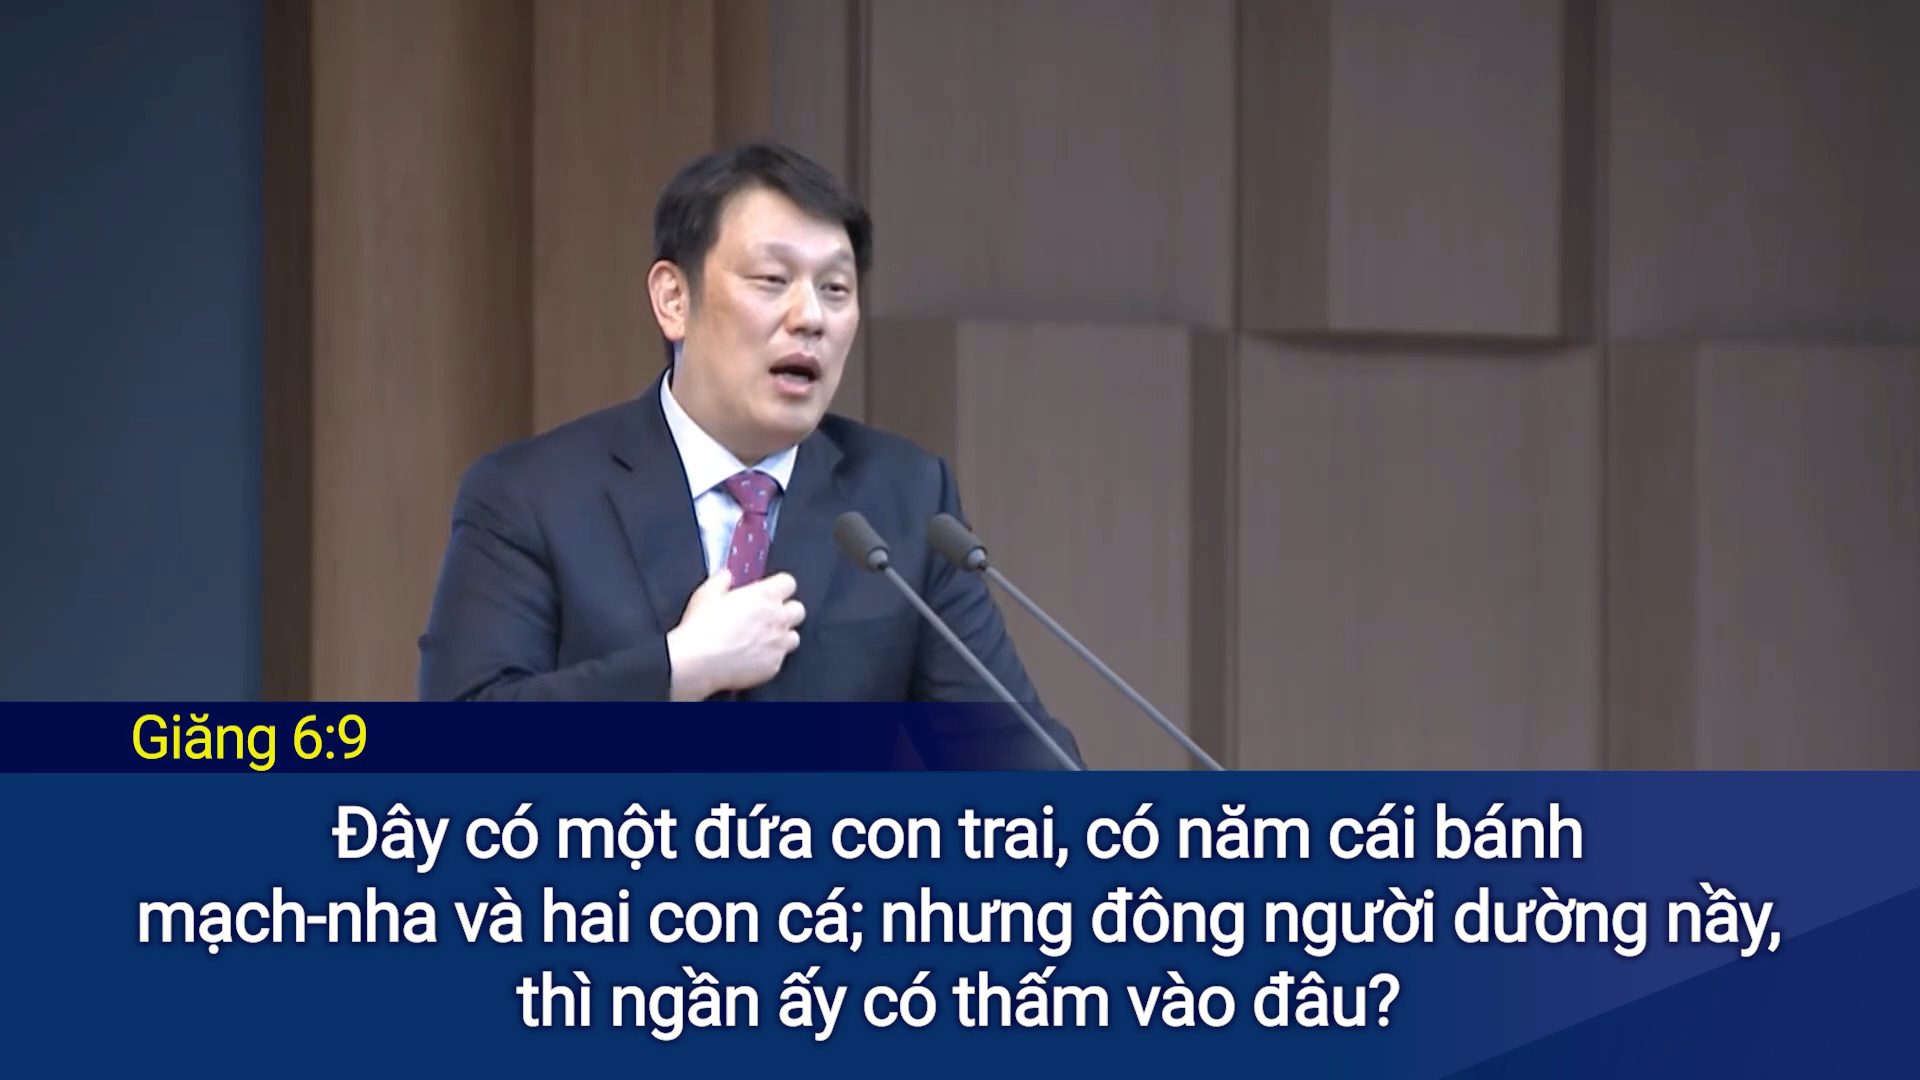 Giăng 6:9
Đây có một đứa con trai, có năm cái bánh
mạch-nha và hai con cá; nhưng đông người dường nầy,
thì ngần ấy có thấm vào đâu?